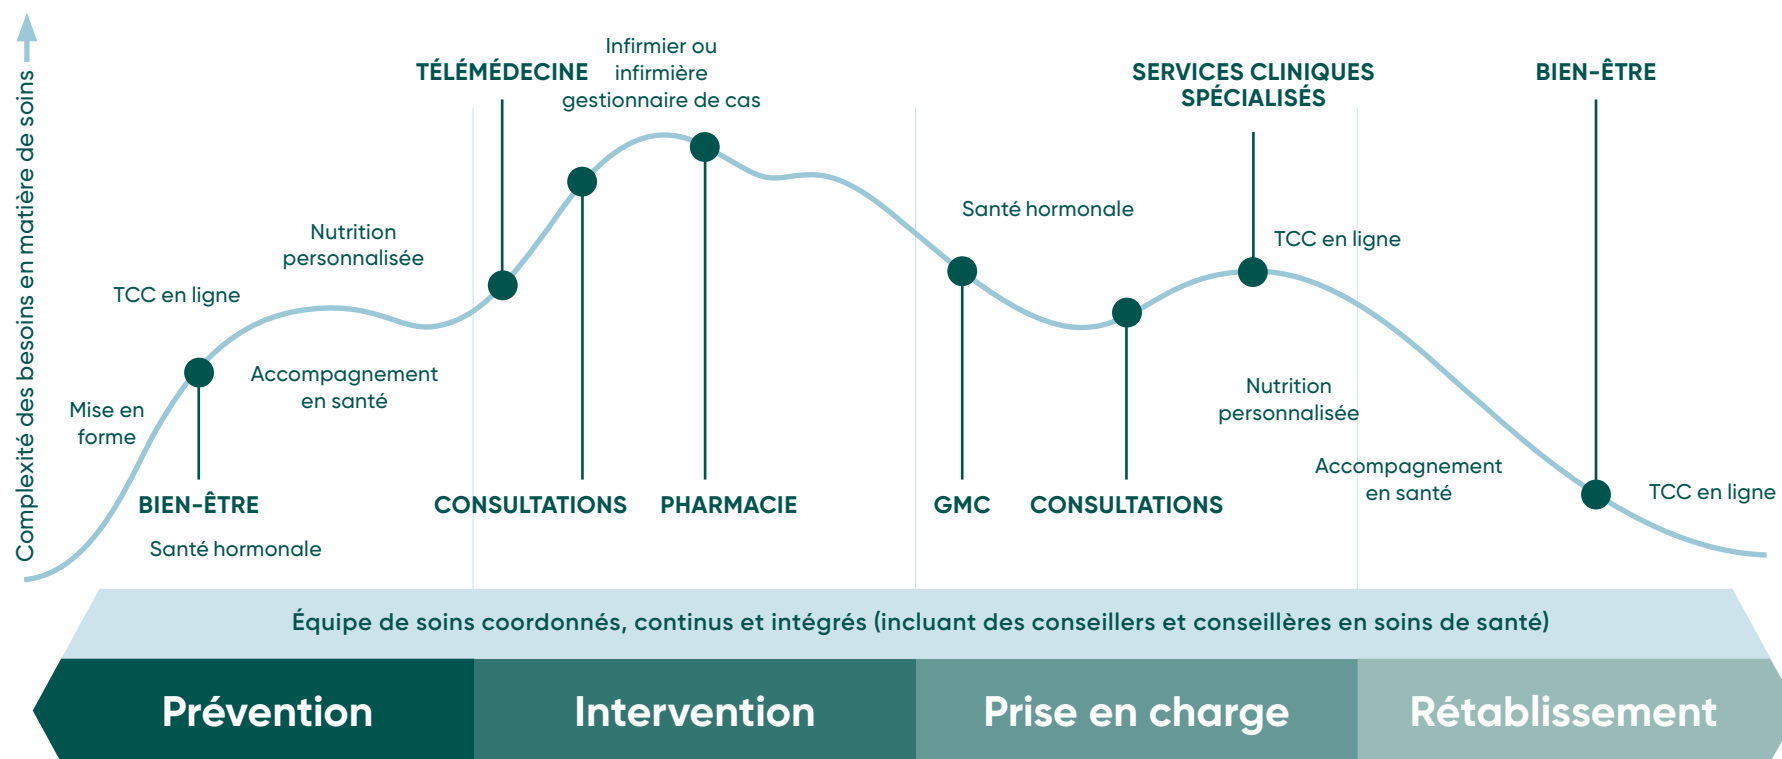 Complexité des besoins en matière de soins
TÉLÉMÉDECINE
Infirmier ou
infirmière
gestionnaire de cas
SERVICES CLINIQUES
SPÉCIALISÉS
BIEN-ÊTRE
Nutrition
personnalisée
TCC en ligne
Santé hormonale
TCC en ligne
Mise en
forme
Accompagnement
en santé
Nutrition
personnalisée
Accompagnement
en santé
TCC en ligne
BIEN-ÊTRE
CONSULTATIONS
PHARMACIE
GMC
CONSULTATIONS
Santé hormonale
Équipe de soins coordonnés, continus et intégrés (incluant des conseillers et conseillères en soins de santé)
Prévention
Intervention
Prise en charge
Rétablissement